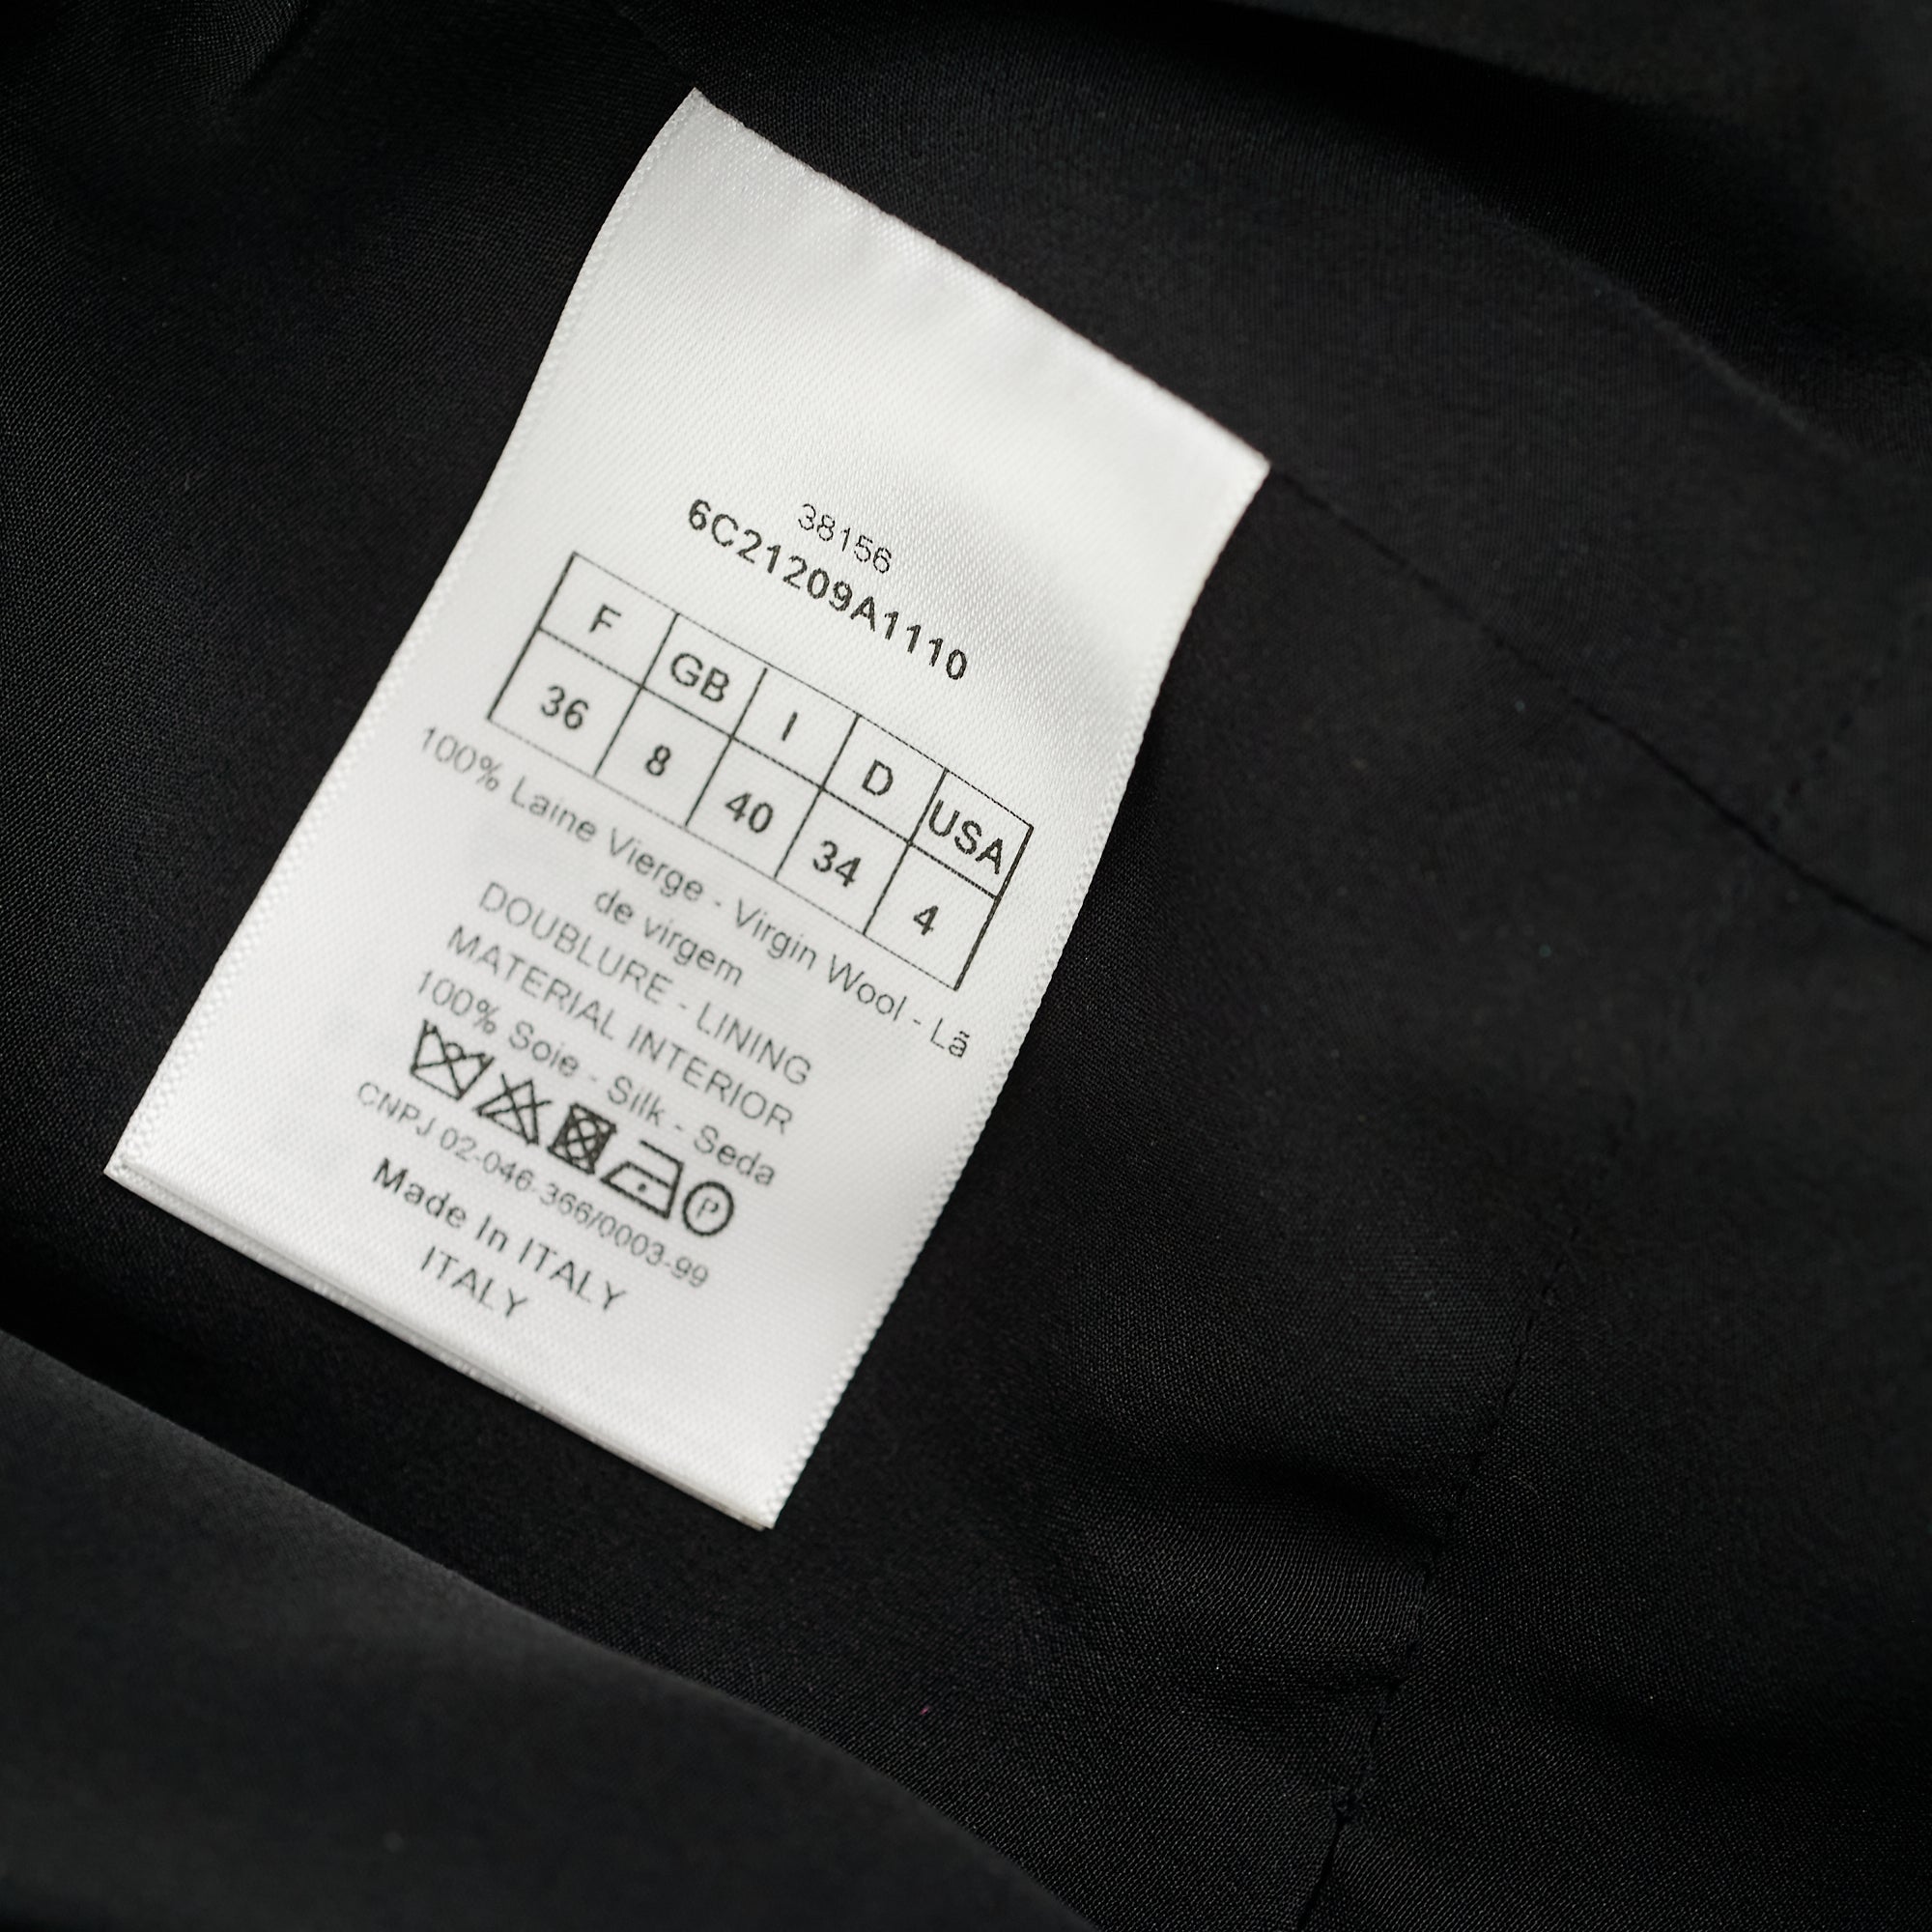 38156
6C21209A1110
F GB I D USA
36 8 40 34 4
100% Laine Vierge - Virgin Wool - Lã
de virgem
DOUBLURE - LINING
MATERIAL INTERIOR
100% Soie - Silk - Seda
P
CNPJ 02-046-366/0003-99
Made In ITALY
ITALY